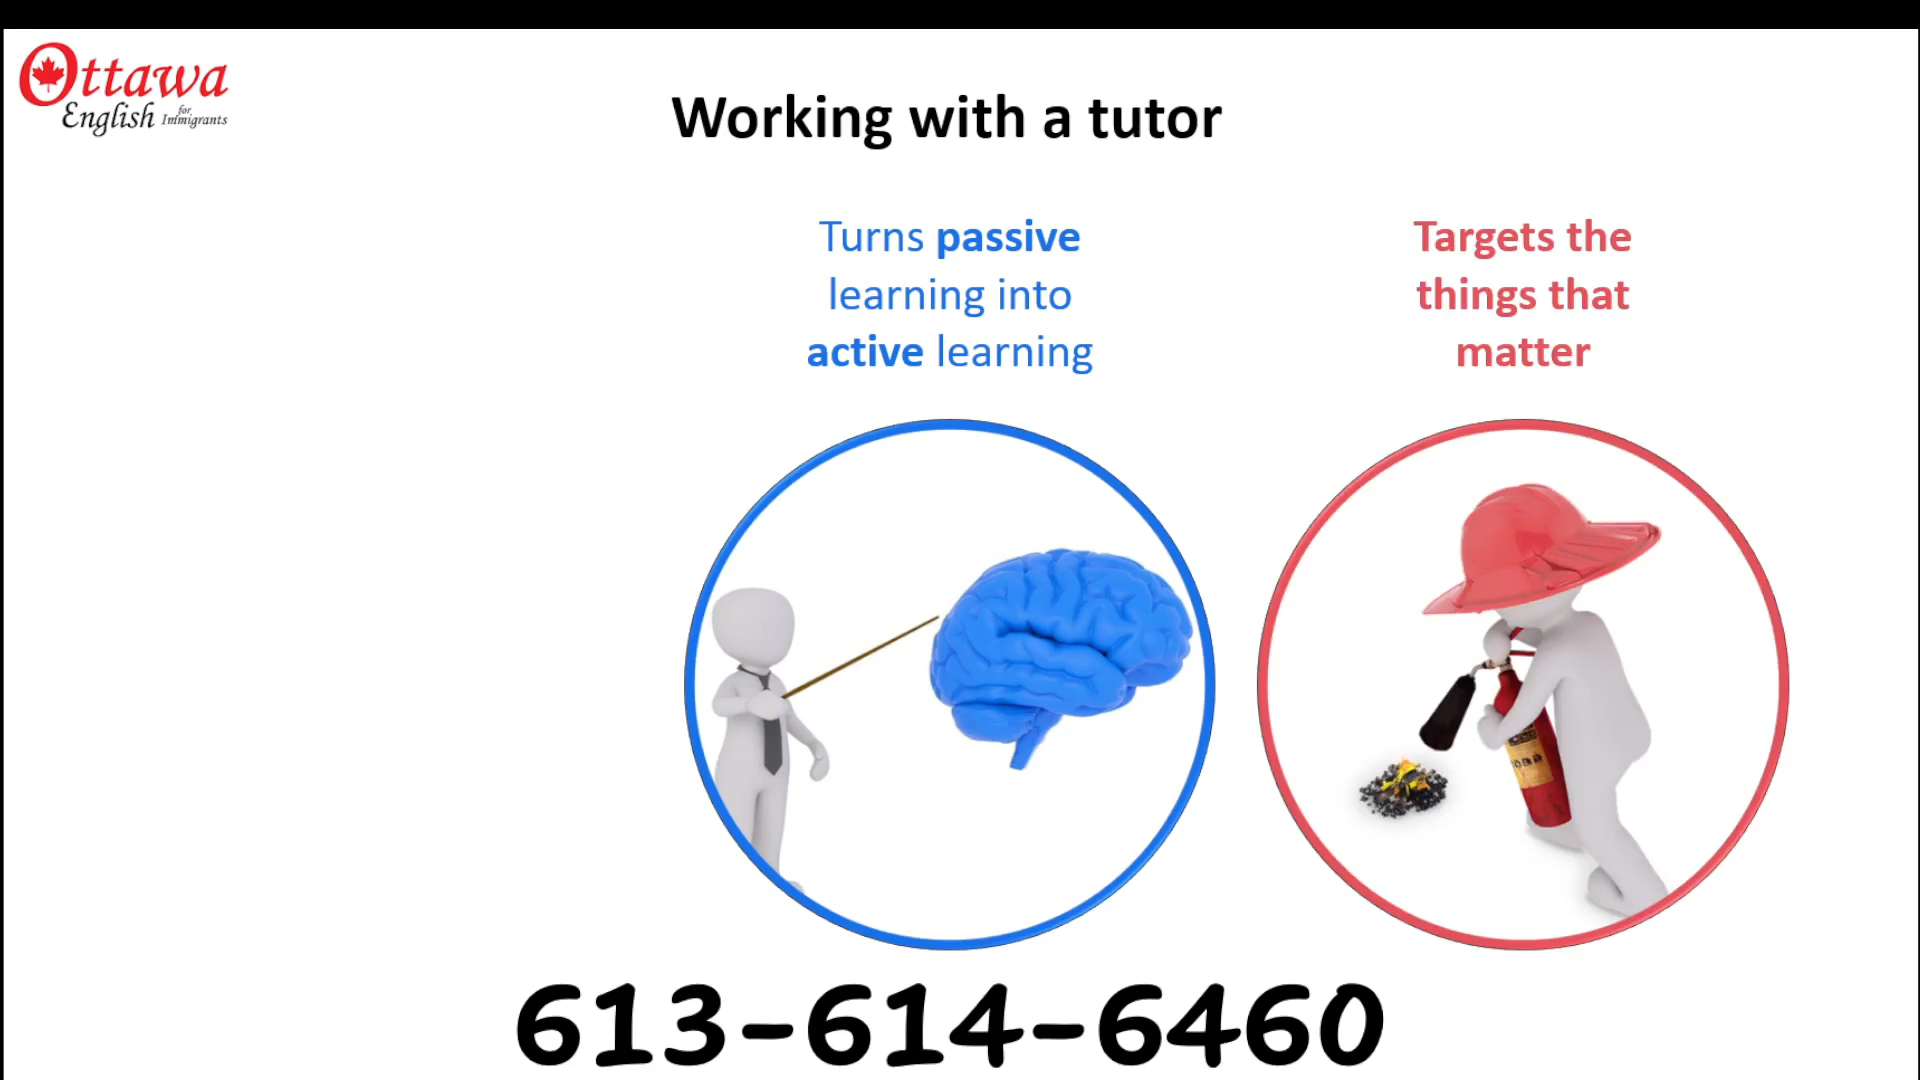 Ottawa
English for Immigrants
Working with a tutor
Turns passive
learning into
active learning
Targets the
things that
matter
613-614-6460